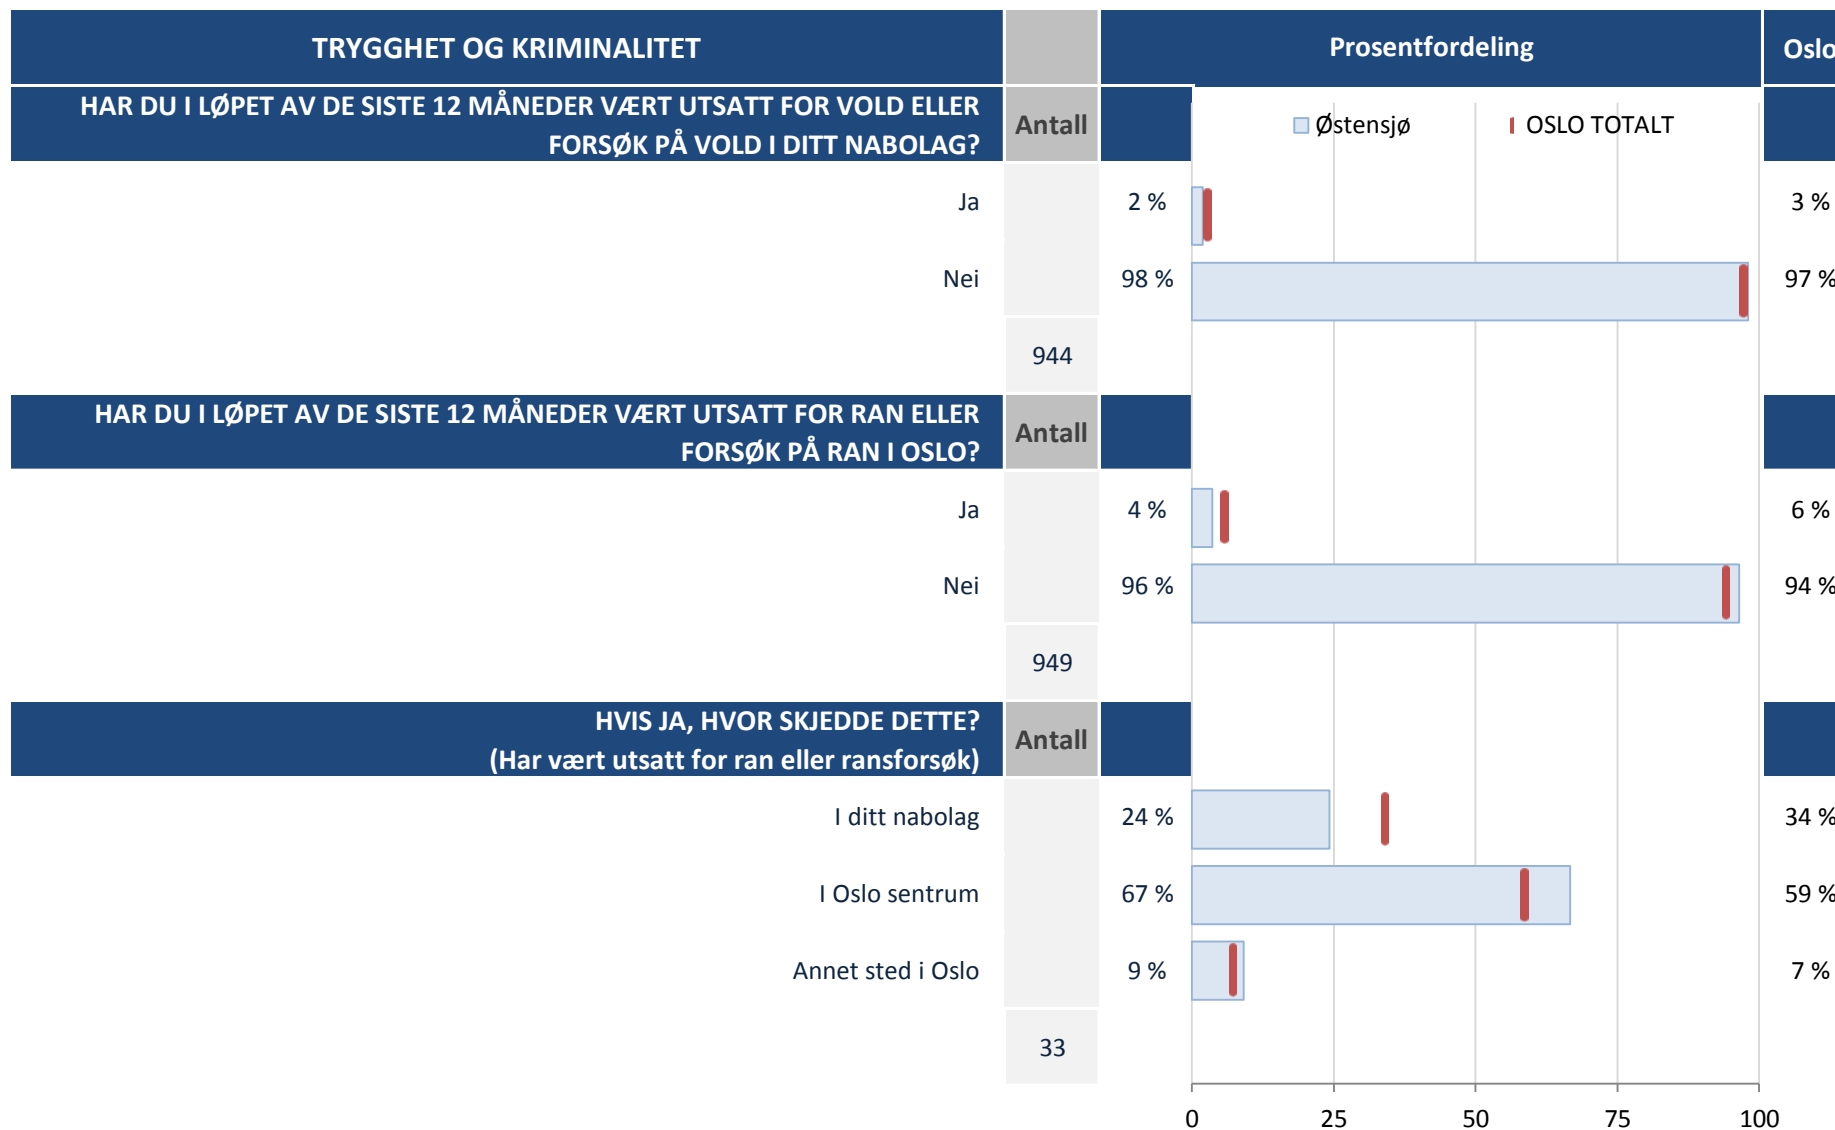 TRYGGHET OG KRIMINALITET
Prosentfordeling
Oslo
HAR DU I LØPET AV DE SISTE 12 MÅNEDER VÆRT UTSATT FOR VOLD ELLER
FORSØK PÅ VOLD I DITT NABOLAG?
Antall
Østensjø
OSLO TOTALT
Ja
2 %
3 %
Nei
98 %
97 %
944
HAR DU I LØPET AV DE SISTE 12 MÅNEDER VÆRT UTSATT FOR RAN ELLER
FORSØK PÅ RAN I OSLO?
Antall
Ja
4 %
6 %
Nei
96 %
94 %
949
HVIS JA, HVOR SKJEDDE DETTE?
(Har vært utsatt for ran eller ransforsøk)
Antall
I ditt nabolag
24 %
34 %
I Oslo sentrum
67 %
59 %
Annet sted i Oslo
9 %
7 %
33
0 25 50 75 100